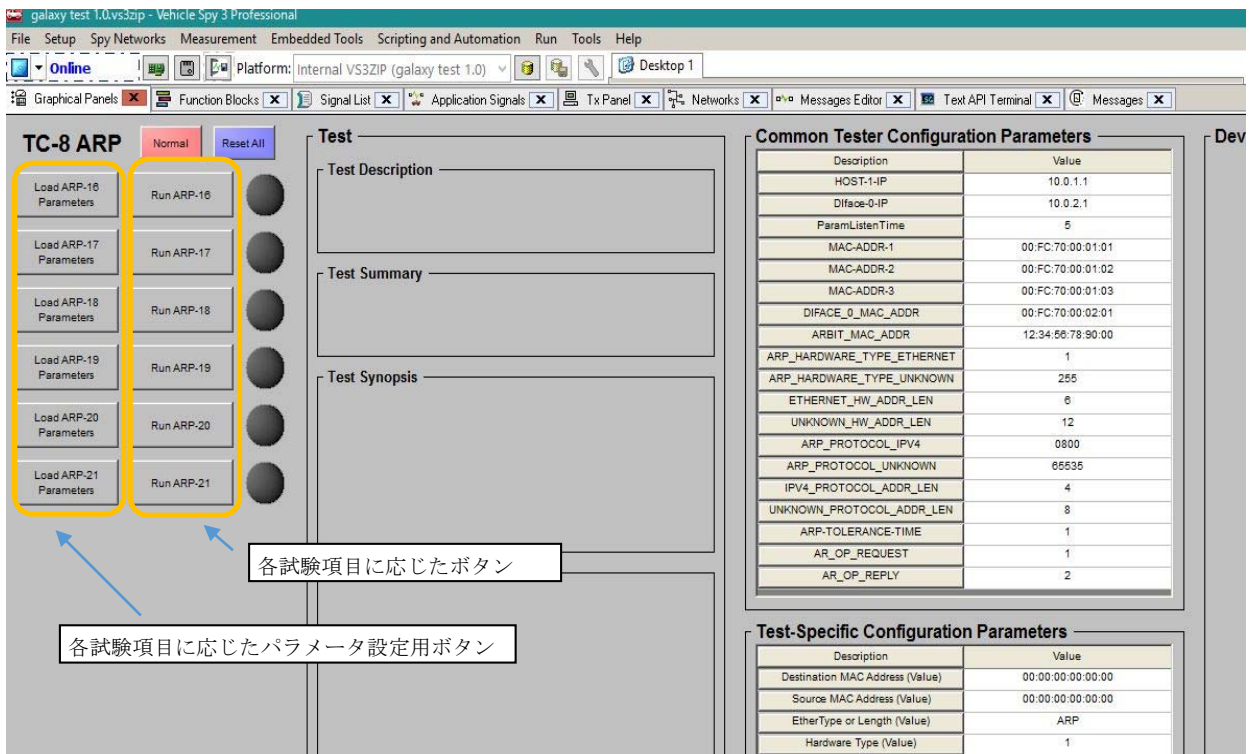 galaxy test 1.0.vs3zip - Vehicle Spy 3 Professional
File Setup Spy Networks Measurement Embedded Tools Scripting and Automation Run Tools Help
Online Platform: Internal VS3ZIP (galaxy test 1.0) Desktop 1
Graphical Panels Function Blocks Signal List Application Signals Tx Panel Networks Messages Editor Text API Terminal Messages
TC-8 ARP
Normal
Reset All
Load ARP-16
Parameters
Run ARP-16
Load ARP-17
Parameters
Run ARP-17
Load ARP-18
Parameters
Run ARP-18
Load ARP-19
Parameters
Run ARP-19
Load ARP-20
Parameters
Run ARP-20
Load ARP-21
Parameters
Run ARP-21
各試験項目に応じたボタン
各試験項目に応じたパラメータ設定用ボタン
Test
Test Description
Test Summary
Test Synopsis
Common Tester Configuration Parameters
Description Value
HOST-1-IP 10.0.1.1
DIface-0-IP 10.0.2.1
ParamListenTime 5
MAC-ADDR-1 00:FC:70:00:01:01
MAC-ADDR-2 00:FC:70:00:01:02
MAC-ADDR-3 00:FC:70:00:01:03
DIFACE_0_MAC_ADDR 00:FC:70:00:02:01
ARBIT_MAC_ADDR 12:34:56:78:90:00
ARP_HARDWARE_TYPE_ETHERNET 1
ARP_HARDWARE_TYPE_UNKNOWN 255
ETHERNET_HW_ADDR_LEN 6
UNKNOWN_HW_ADDR_LEN 12
ARP_PROTOCOL_IPV4 0800
ARP_PROTOCOL_UNKNOWN 65535
IPV4_PROTOCOL_ADDR_LEN 4
UNKNOWN_PROTOCOL_ADDR_LEN 8
ARP-TOLERANCE-TIME 1
AR_OP_REQUEST 1
AR_OP_REPLY 2
Test-Specific Configuration Parameters
Description Value
Destination MAC Address (Value) 00:00:00:00:00:00
Source MAC Address (Value) 00:00:00:00:00:00
EtherType or Length (Value) ARP
Hardware Type (Value) 1
Dev